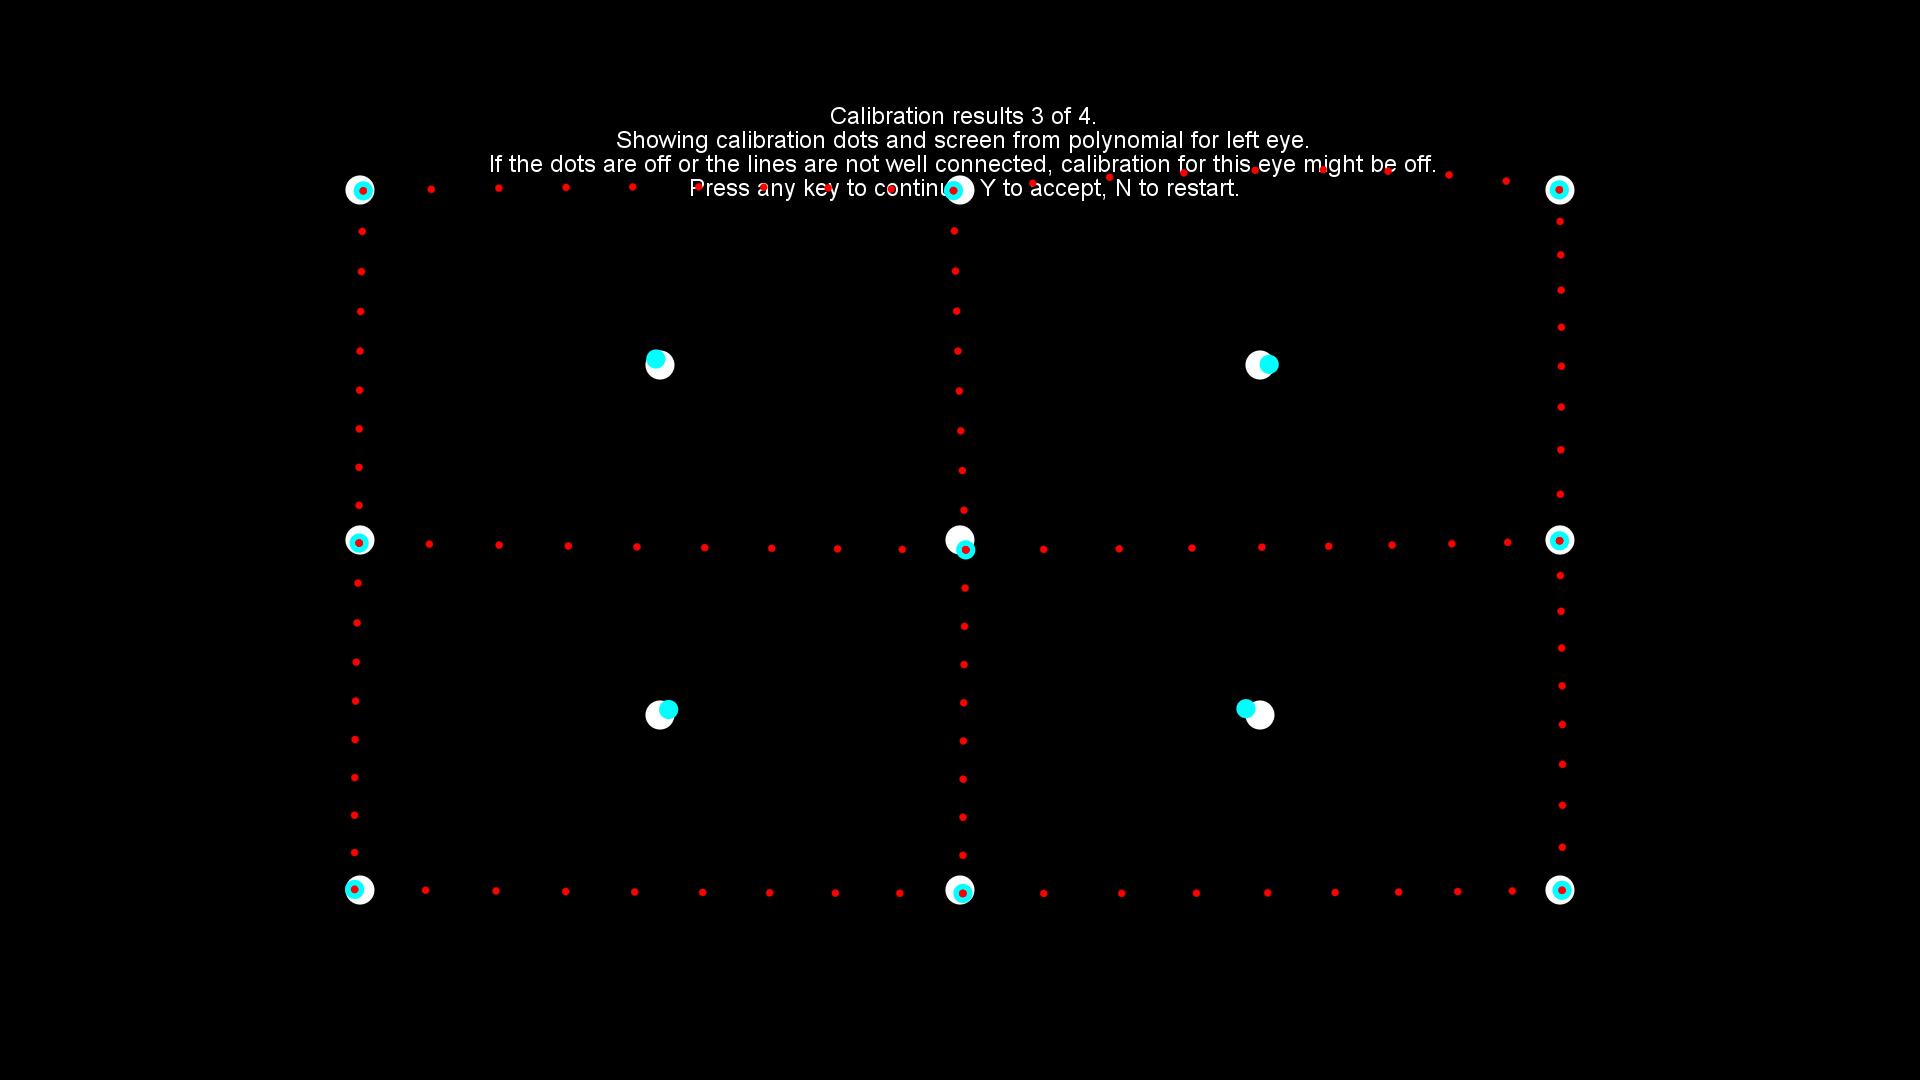 Calibration results 3 of 4.
Showing calibration dots and screen from polynomial for left eye.
If the dots are off or the lines are not well connected, calibration for this eye might be off.
Press any key to continue, Y to accept, N to restart.